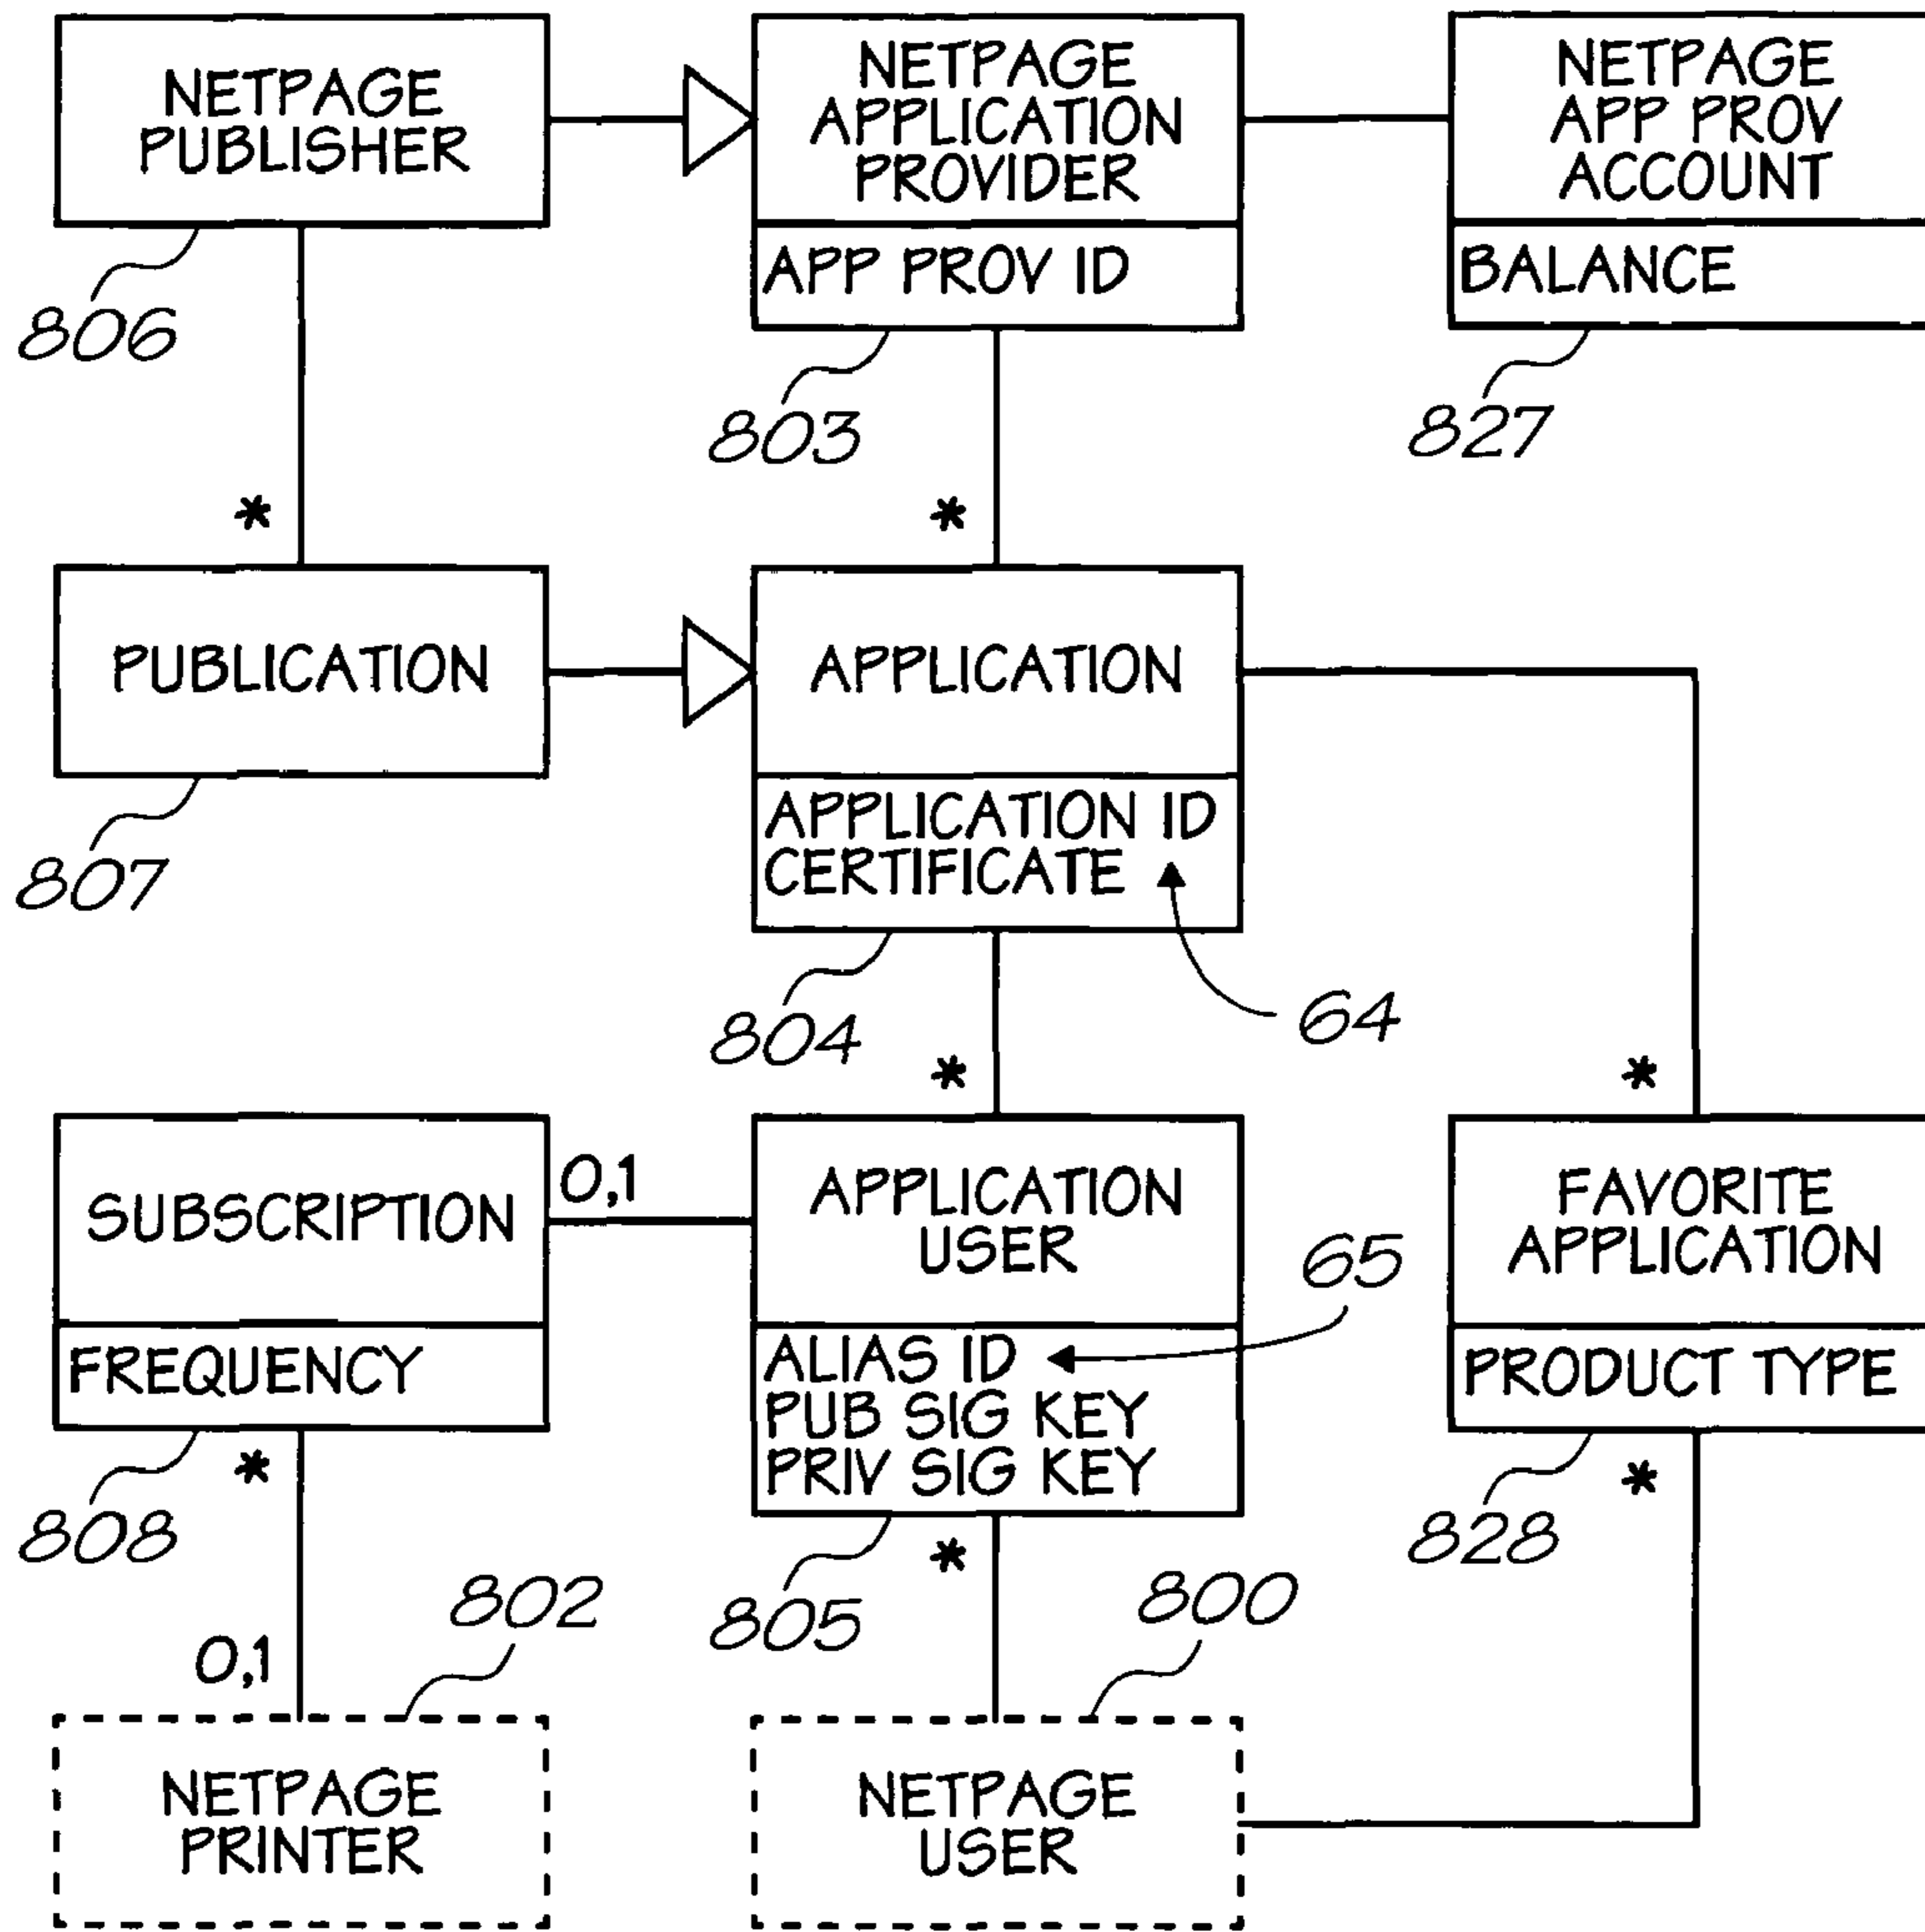 NETPAGE
PUBLISHER
NETPAGE
APPLICATION
PROVIDER
APP PROV ID
NETPAGE
APP PROV
ACCOUNT
BALANCE
806
803
827
*
*
PUBLICATION
APPLICATION
APPLICATION ID
CERTIFICATE
807
804
64
*
*
SUBSCRIPTION
FREQUENCY
0,1
APPLICATION
USER
ALIAS ID
PUB SIG KEY
PRIV SIG KEY
65
FAVORITE
APPLICATION
PRODUCT TYPE
808
*
805
*
828
*
802
800
0,1
NETPAGE
PRINTER
NETPAGE
USER